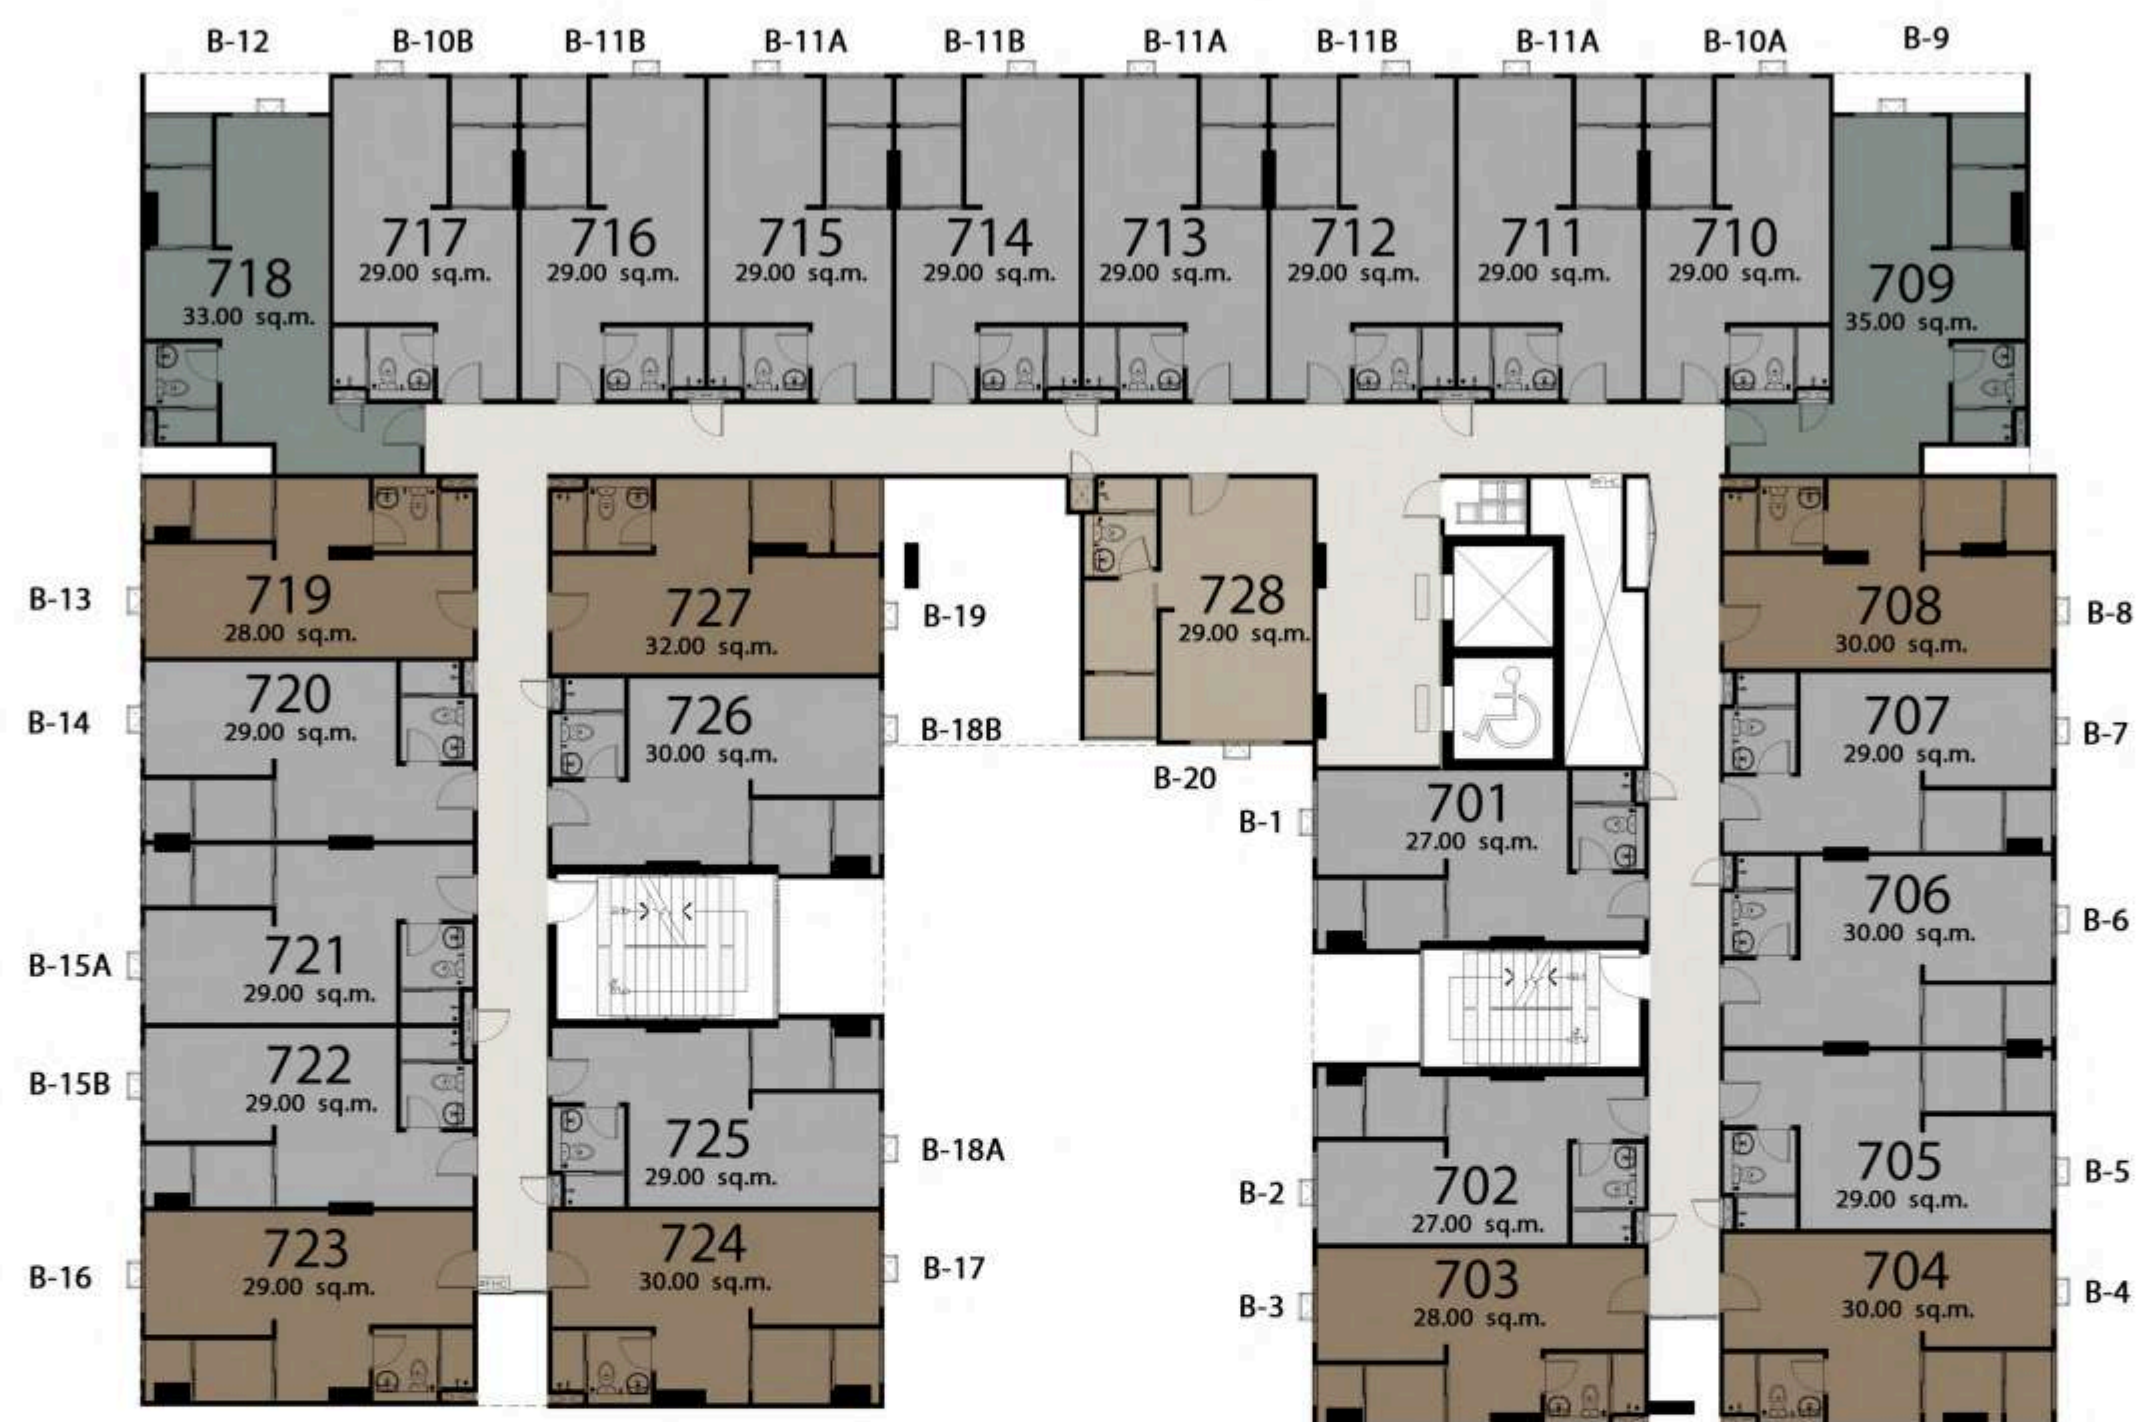 B-12 B-10B B-11B B-11A B-11B B-11A B-11B B-11A B-10A B-9
717 716 715 714 713 712 711 710
29.00 sq.m. 29.00 sq.m. 29.00 sq.m. 29.00 sq.m. 29.00 sq.m. 29.00 sq.m. 29.00 sq.m. 29.00 sq.m.
718 709
33.00 sq.m. 35.00 sq.m.
B-13
719
28.00 sq.m.
727
32.00 sq.m.
B-19
728
29.00 sq.m.
708
30.00 sq.m.
B-8
B-14
720
29.00 sq.m.
726
30.00 sq.m.
B-18B
B-20
707
29.00 sq.m.
B-7
B-1
701
27.00 sq.m.
706
30.00 sq.m.
B-6
B-15A
721
29.00 sq.m.
B-15B
722
29.00 sq.m.
725
29.00 sq.m.
B-18A
B-2
702
27.00 sq.m.
705
29.00 sq.m.
B-5
B-16
723
29.00 sq.m.
724
30.00 sq.m.
B-17
B-3
703
28.00 sq.m.
704
30.00 sq.m.
B-4